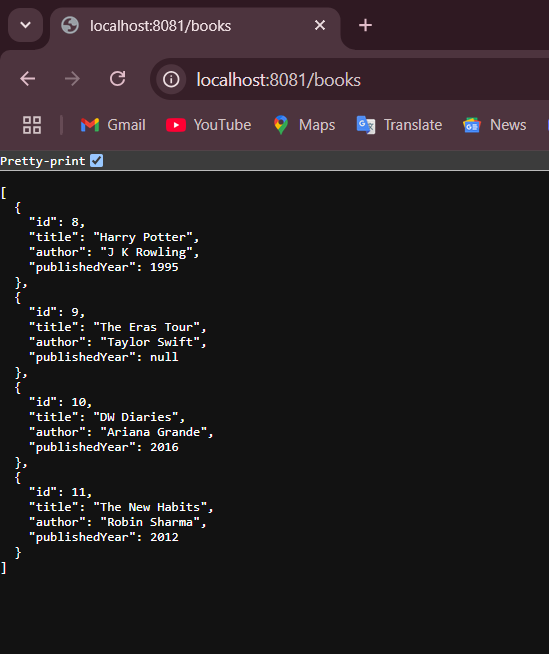 localhost:8081/books
localhost:8081/books
Gmail YouTube Maps Translate News
Pretty-print
[
  {
    "id": 8,
    "title": "Harry Potter",
    "author": "J K Rowling",
    "publishedYear": 1995
  },
  {
    "id": 9,
    "title": "The Eras Tour",
    "author": "Taylor Swift",
    "publishedYear": null
  },
  {
    "id": 10,
    "title": "DW Diaries",
    "author": "Ariana Grande",
    "publishedYear": 2016
  },
  {
    "id": 11,
    "title": "The New Habits",
    "author": "Robin Sharma",
    "publishedYear": 2012
  }
]